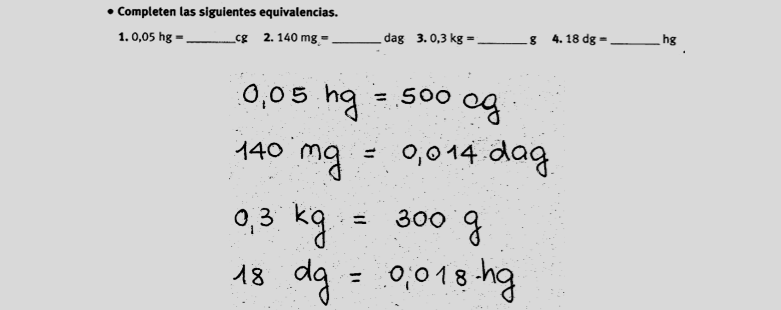 • Completen las siguientes equivalencias.
1. 0,05 hg = ________cg 2. 140 mg = ________ dag 3. 0,3 kg = ________ g 4. 18 dg = ________ hg
0,05 hg = 500 cg
140 mg = 0,014 dag
0,3 kg = 300 g
18 dg = 0,018 hg